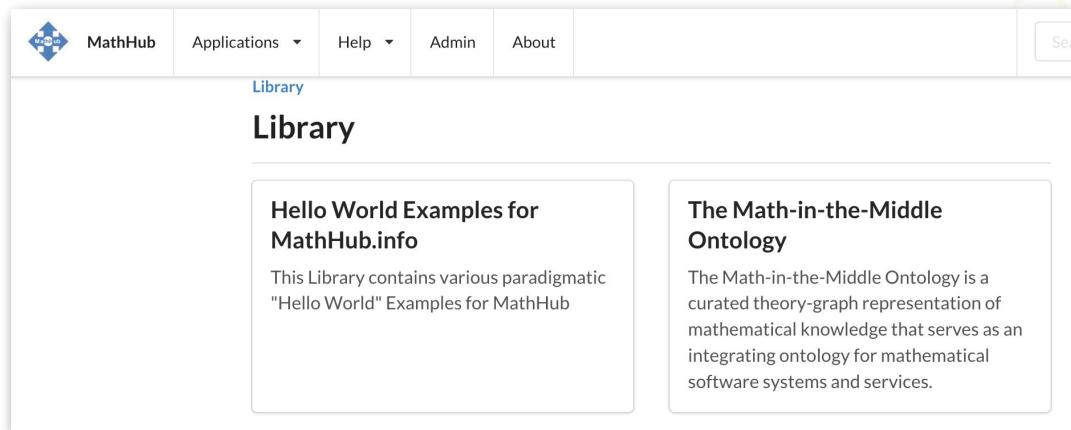 MathHub Applications Help Admin About
Library
Library
Hello World Examples for
MathHub.info
This Library contains various paradigmatic
"Hello World" Examples for MathHub
The Math-in-the-Middle
Ontology
The Math-in-the-Middle Ontology is a
curated theory-graph representation of
mathematical knowledge that serves as an
integrating ontology for mathematical
software systems and services.